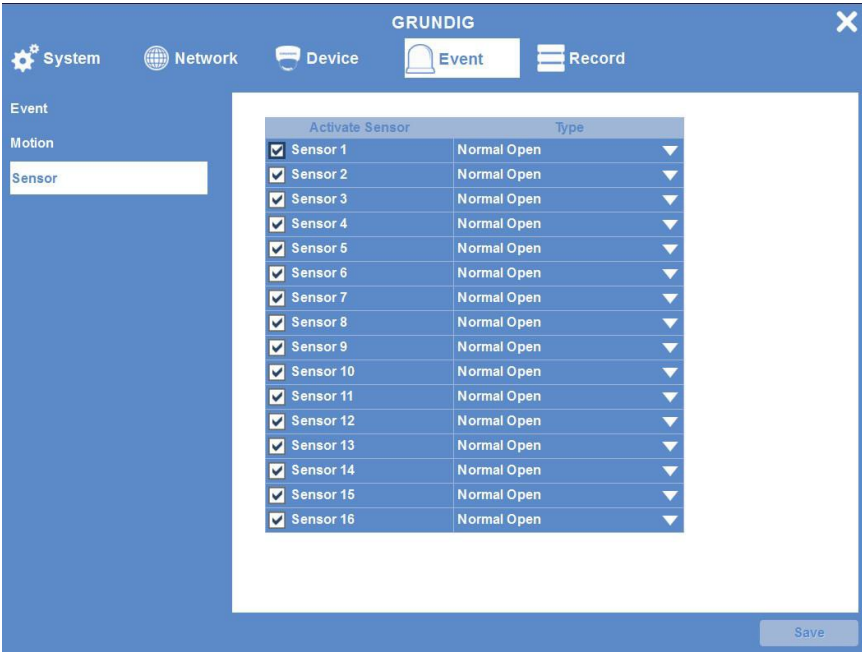 GRUNDIG
System Network Device Event Record
Event
Motion
Sensor
Activate Sensor Type
Sensor 1 Normal Open
Sensor 2 Normal Open
Sensor 3 Normal Open
Sensor 4 Normal Open
Sensor 5 Normal Open
Sensor 6 Normal Open
Sensor 7 Normal Open
Sensor 8 Normal Open
Sensor 9 Normal Open
Sensor 10 Normal Open
Sensor 11 Normal Open
Sensor 12 Normal Open
Sensor 13 Normal Open
Sensor 14 Normal Open
Sensor 15 Normal Open
Sensor 16 Normal Open
Save